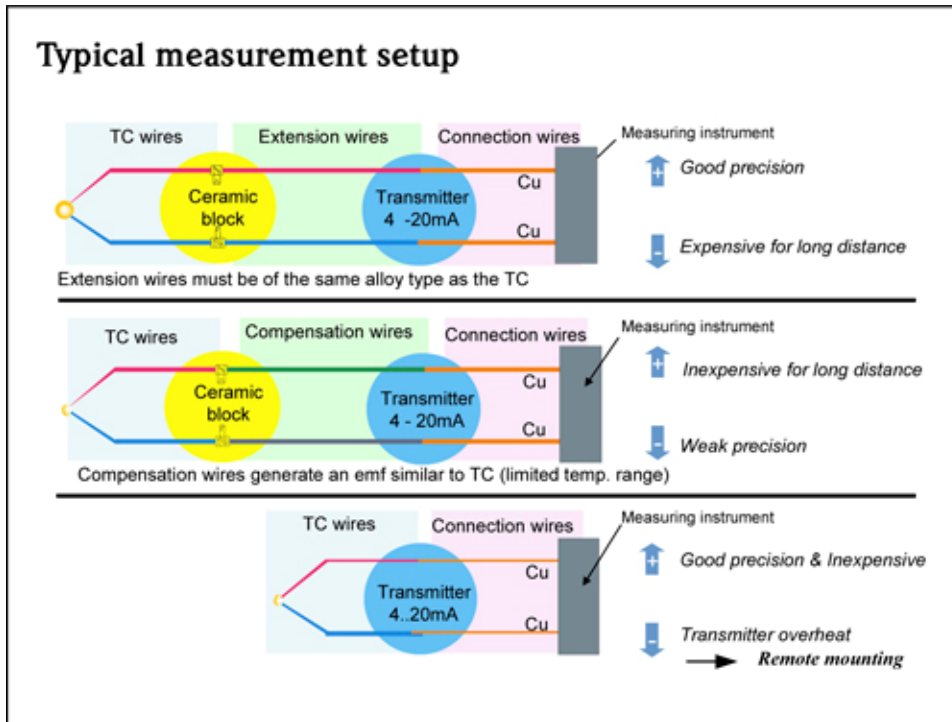 Typical measurement setup
TC wires
Extension wires
Connection wires
Measuring instrument
Cu
Ceramic
block
Transmitter
4 -20mA
Cu
Good precision
Expensive for long distance
Extension wires must be of the same alloy type as the TC
TC wires
Compensation wires
Connection wires
Measuring instrument
Cu
Ceramic
block
Transmitter
4 - 20mA
Cu
Inexpensive for long distance
Weak precision
Compensation wires generate an emf similar to TC (limited temp. range)
TC wires
Connection wires
Measuring instrument
Cu
Transmitter
4..20mA
Cu
Good precision & Inexpensive
Transmitter overheat
Remote mounting